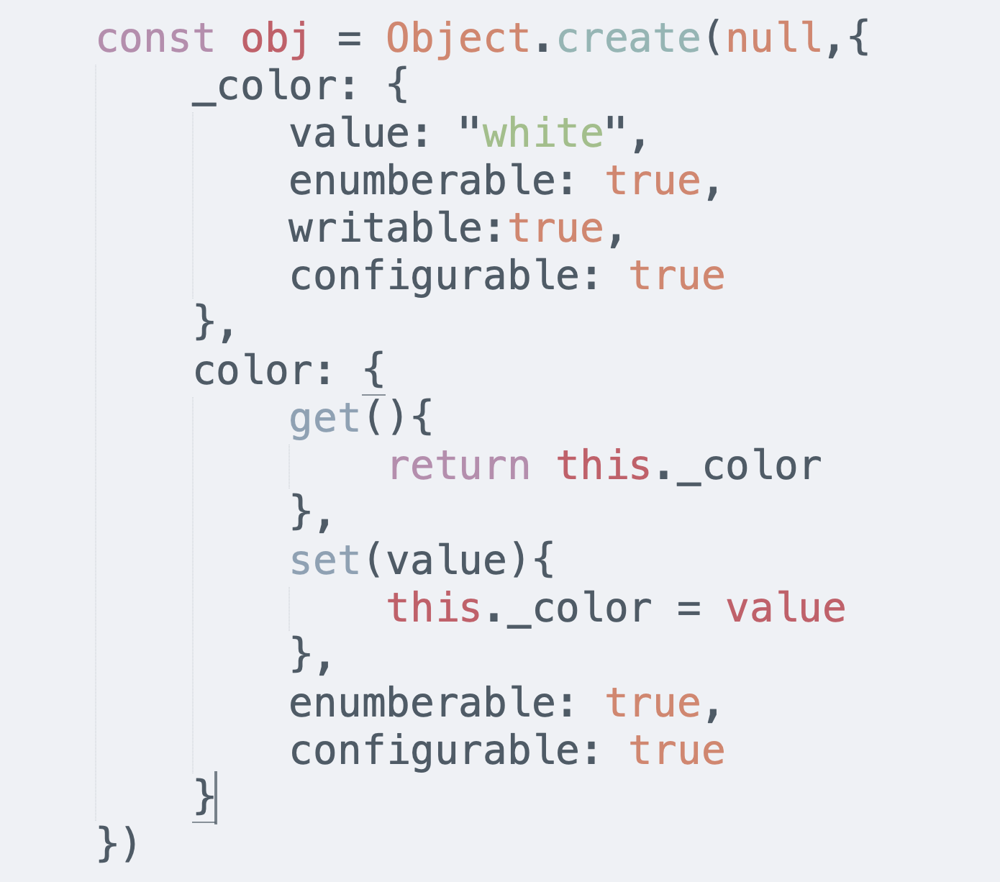 const obj = Object.create(null,{
    _color: {
        value: "white",
        enumberable: true,
        writable:true,
        configurable: true
    },
    color: {
        get(){
            return this._color
        },
        set(value){
            this._color = value
        },
        enumberable: true,
        configurable: true
    }
})